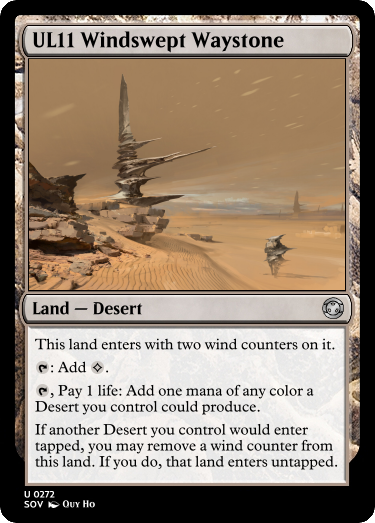 UL11 Windswept Waystone
Land — Desert
This land enters with two wind counters on it.
: Add .
, Pay 1 life: Add one mana of any color a
Desert you control could produce.
If another Desert you control would enter
tapped, you may remove a wind counter from
this land. If you do, that land enters untapped.
U 0272
SOV Ouy Ho